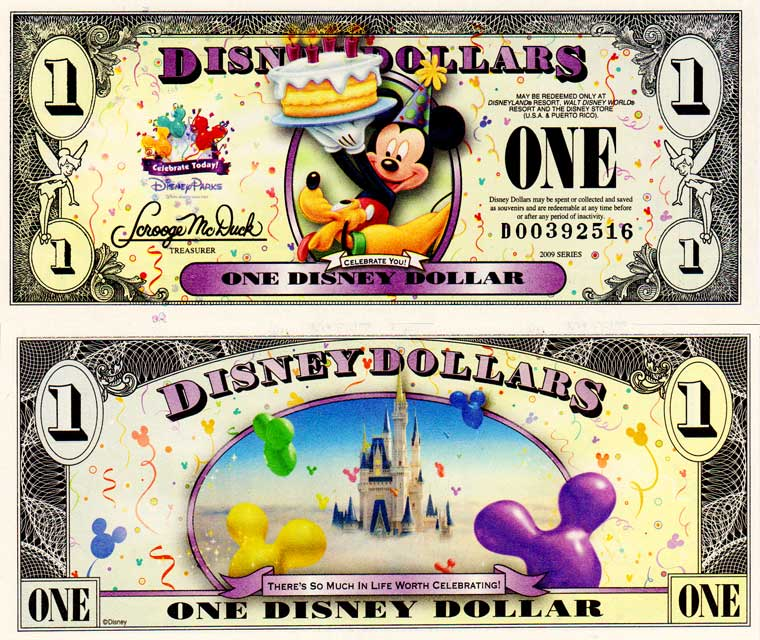 DISNEY DOLLARS
1
1
MAY BE REDEEMED ONLY AT
DISNEYLAND® RESORT, WALT DISNEY WORLD®
RESORT AND THE DISNEY STORE
(U.S.A. & PUERTO RICO).
Celebrate Today!
DISNEY PARKS
ONE
Disney Dollars may be spent or collected and saved
as souvenirs and are redeemable at any time before
or after any period of inactivity.
Scrooge McDuck
TREASURER
D00392516
2009 SERIES
1
1
CELEBRATE YOU!
ONE DISNEY DOLLAR
DISNEY DOLLARS
1
1
THERE'S SO MUCH IN LIFE WORTH CELEBRATING!
ONE
ONE
ONE DISNEY DOLLAR
©Disney